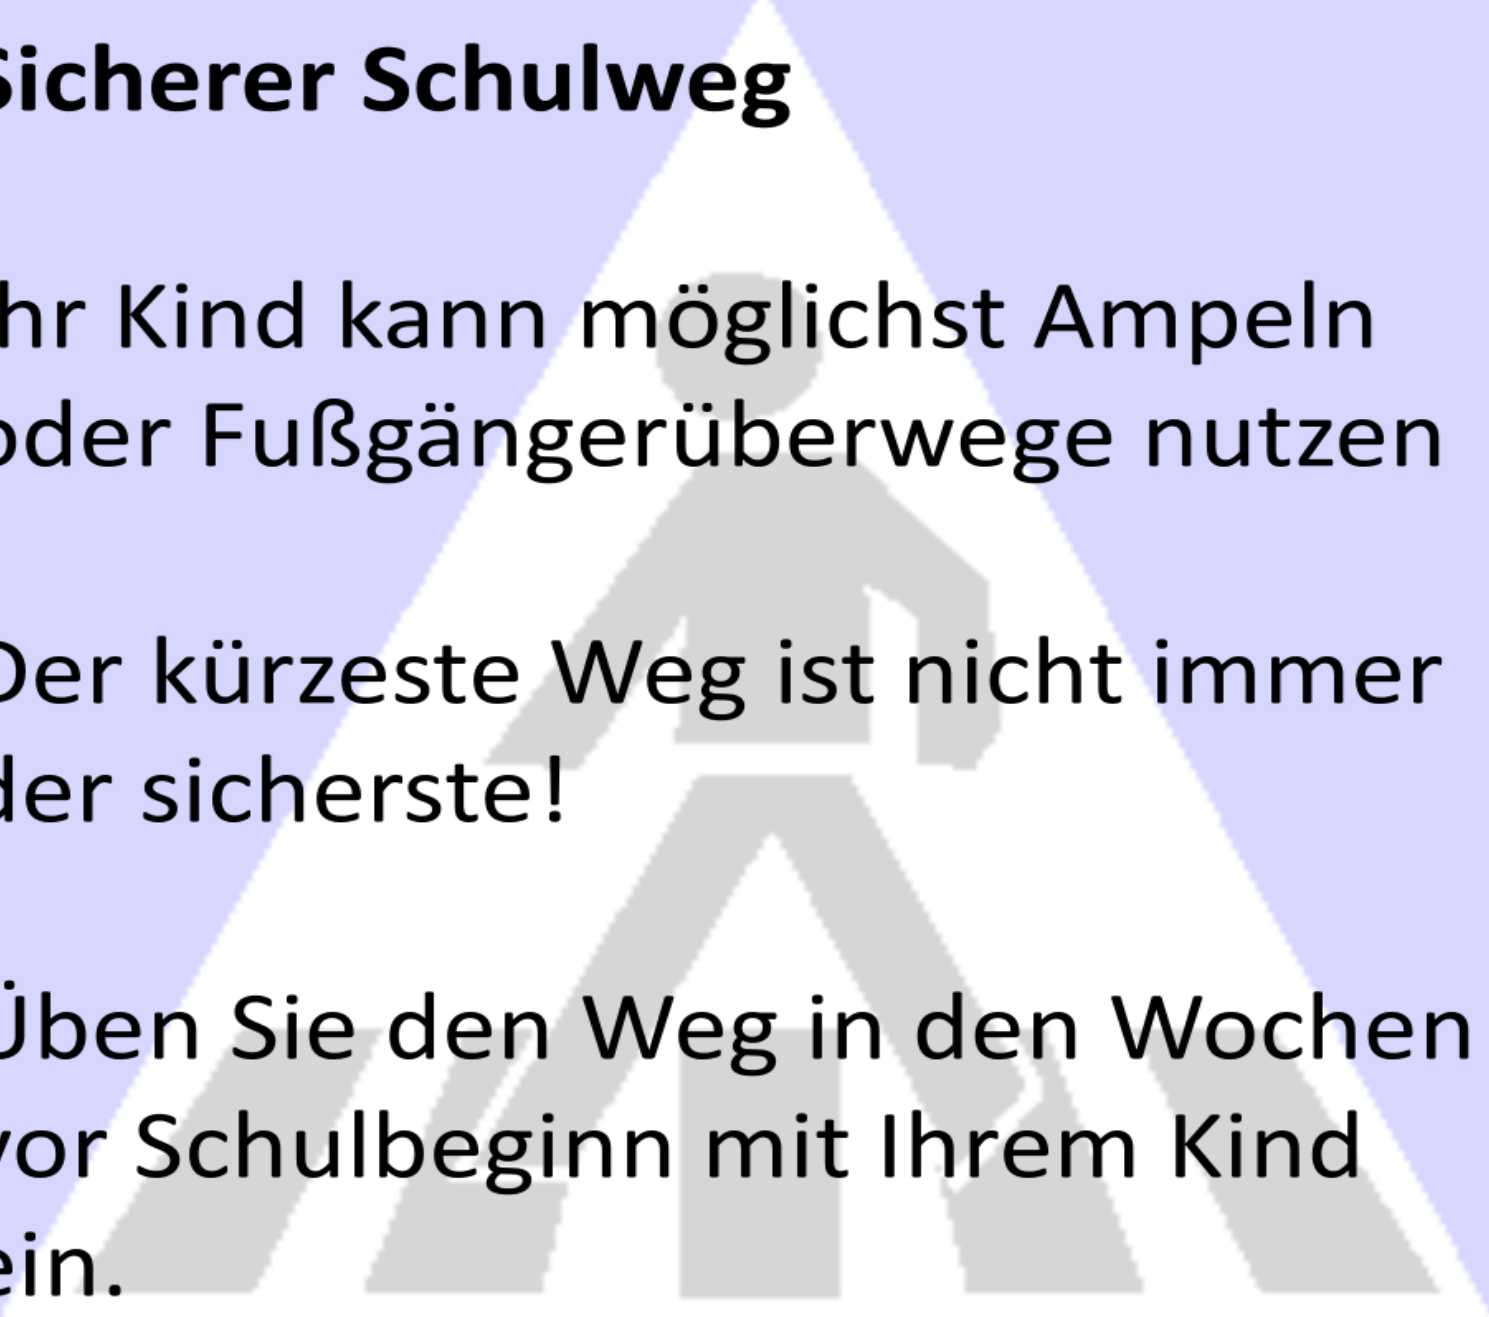 Sicherer Schulweg
Ihr Kind kann möglichst Ampeln
oder Fußgängerüberwege nutzen
Der kürzeste Weg ist nicht immer
der sicherste!
Üben Sie den Weg in den Wochen
vor Schulbeginn mit Ihrem Kind
ein.